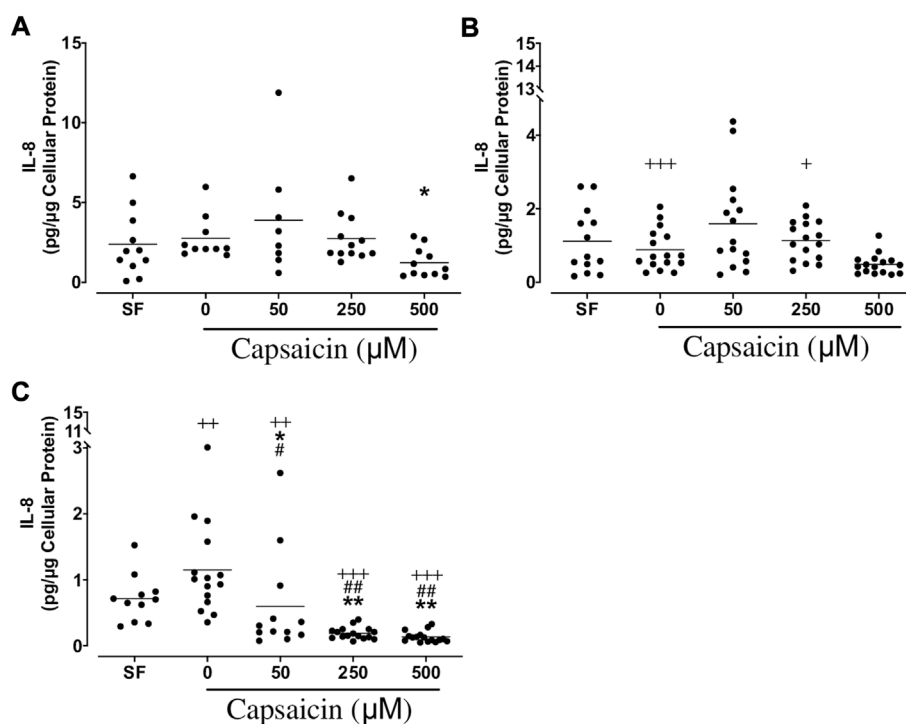 A
IL-8
(pg/µg Cellular Protein)
15
10
5
0
*
SF 0 50 250 500
Capsaicin (µM)
B
IL-8
(pg/µg Cellular Protein)
15
14
13
4
2
0
+++ +
SF 0 50 250 500
Capsaicin (µM)
C
IL-8
(pg/µg Cellular Protein)
15
11
3
2
1
0
++ ++
*
#
+++ +++
## ##
** **
SF 0 50 250 500
Capsaicin (µM)